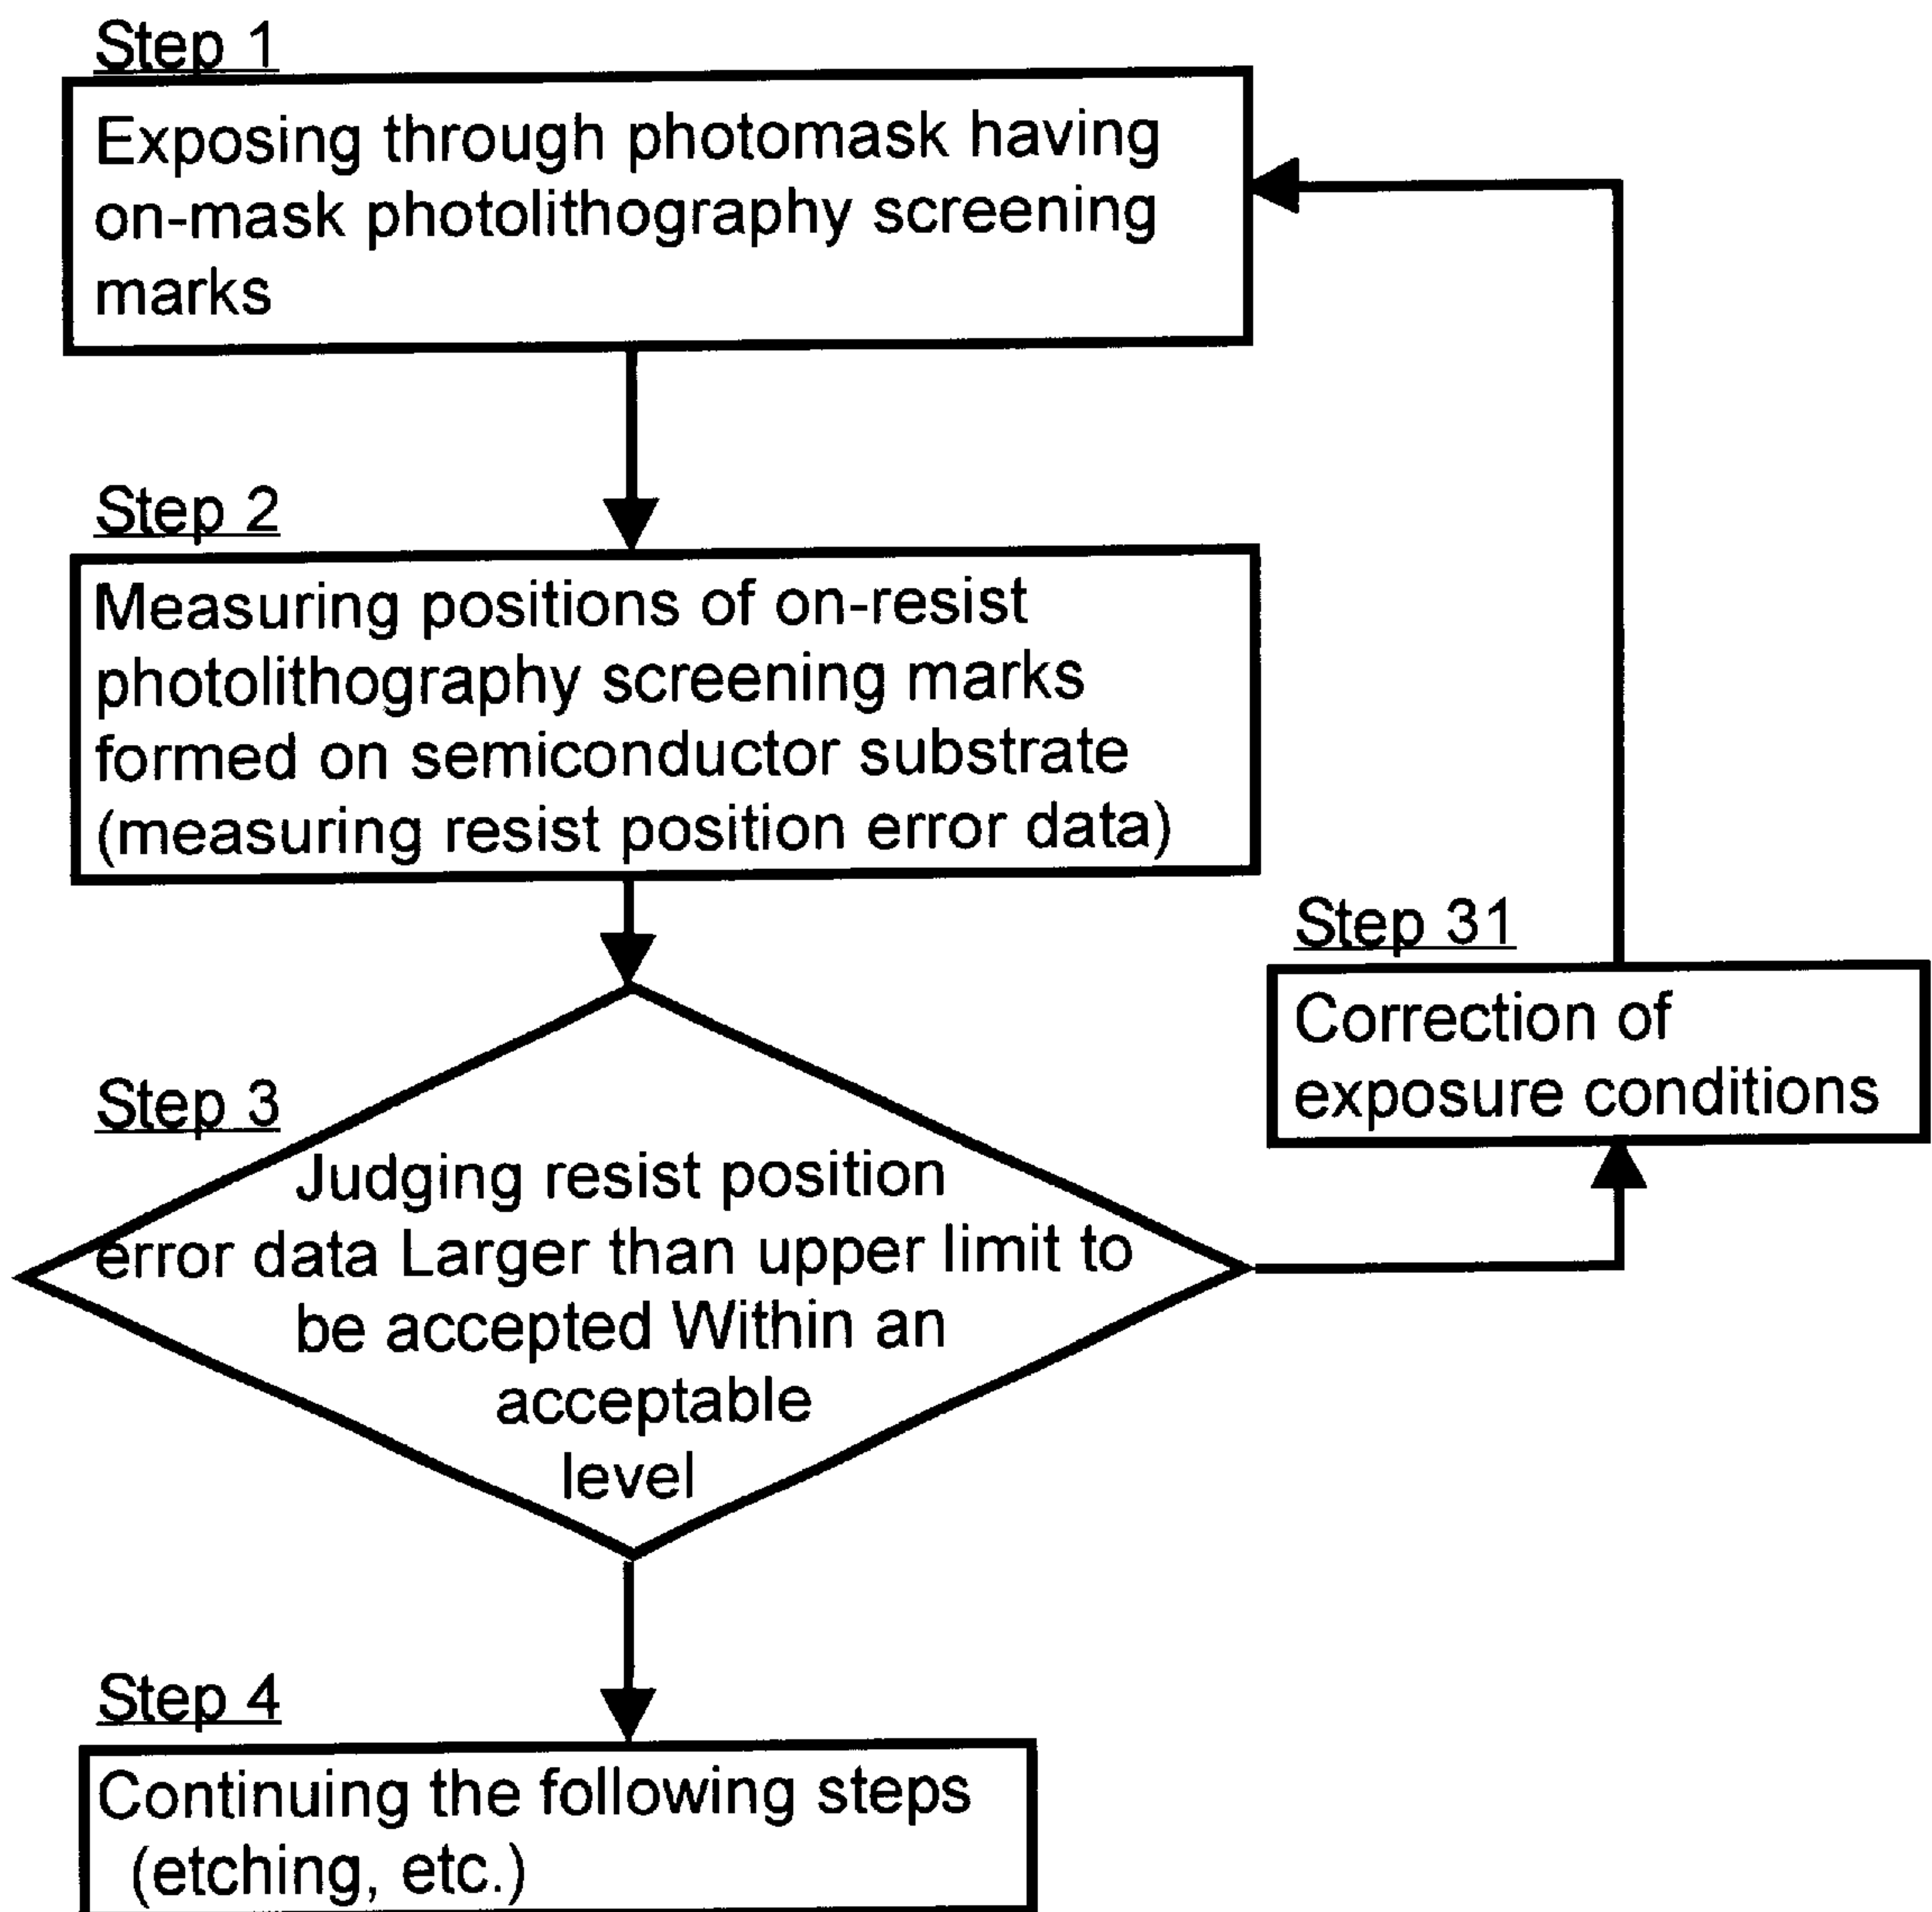 Step 1
Exposing through photomask having
on-mask photolithography screening
marks
Step 2
Measuring positions of on-resist
photolithography screening marks
formed on semiconductor substrate
(measuring resist position error data)
Step 31
Correction of
exposure conditions
Step 3
Judging resist position
error data Larger than upper limit to
be accepted Within an
acceptable
level
Step 4
Continuing the following steps
(etching, etc.)